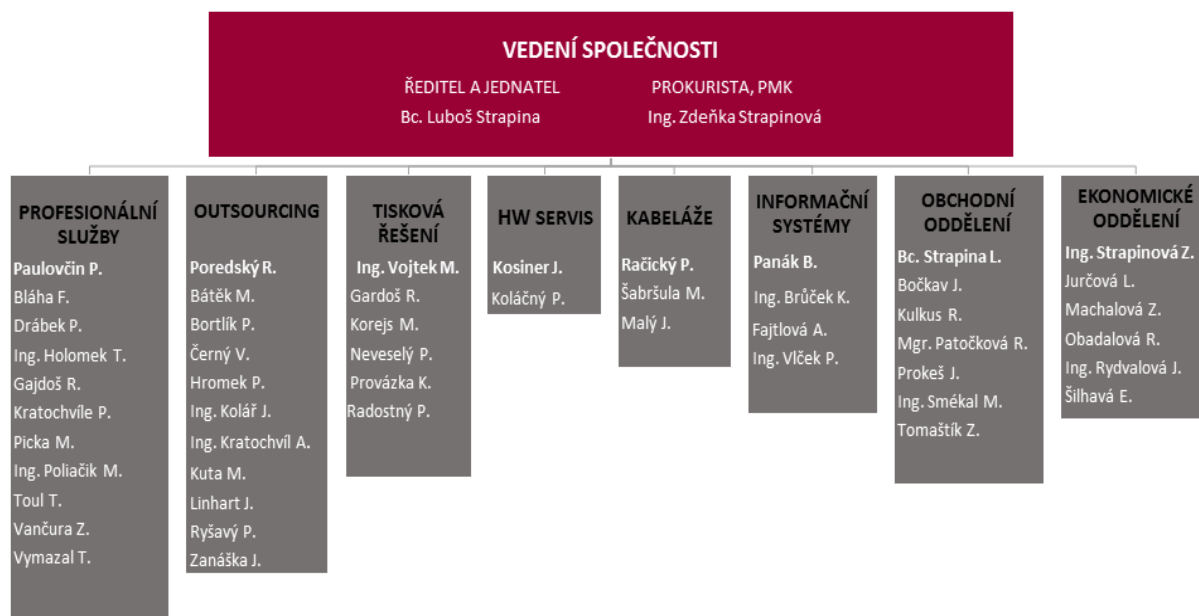 VEDENÍ SPOLEČNOSTI
ŘEDITEL A JEDNATEL
PROKURISTA, PMK
Bc. Luboš Strapina
Ing. Zdeňka Strapinová
PROFESIONÁLNÍ
SLUŽBY
Paulovčin P.
Bláha F.
Drábek P.
Ing. Holomek T.
Gajdoš R.
Kratochvíle P.
Picka M.
Ing. Poliačik M.
Toul T.
Vančura Z.
Vymazal T.
OUTSOURCING
Poredský R.
Bátěk M.
Bortlík P.
Černý V.
Hromek P.
Ing. Kolář J.
Ing. Kratochvíl A.
Kuta M.
Linhart J.
Ryšavý P.
Zanáška J.
TISKOVÁ
ŘEŠENÍ
Ing. Vojtek M.
Gardoš R.
Korejs M.
Neveselý P.
Provázka K.
Radostný P.
HW SERVIS
Kosiner J.
Koláčný P.
KABELÁŽE
Račický P.
Šabršula M.
Malý J.
INFORMAČNÍ
SYSTÉMY
Panák B.
Ing. Brůček K.
Fajtlová A.
Ing. Vlček P.
OBCHODNÍ
ODDĚLENÍ
Bc. Strapina L.
Bočkav J.
Kulkus R.
Mgr. Patočková R.
Prokeš J.
Ing. Smékal M.
Tomaštík Z.
EKONOMICKÉ
ODDĚLENÍ
Ing. Strapinová Z.
Jurčová L.
Machalová Z.
Obadalová R.
Ing. Rydvalová J.
Šilhavá E.